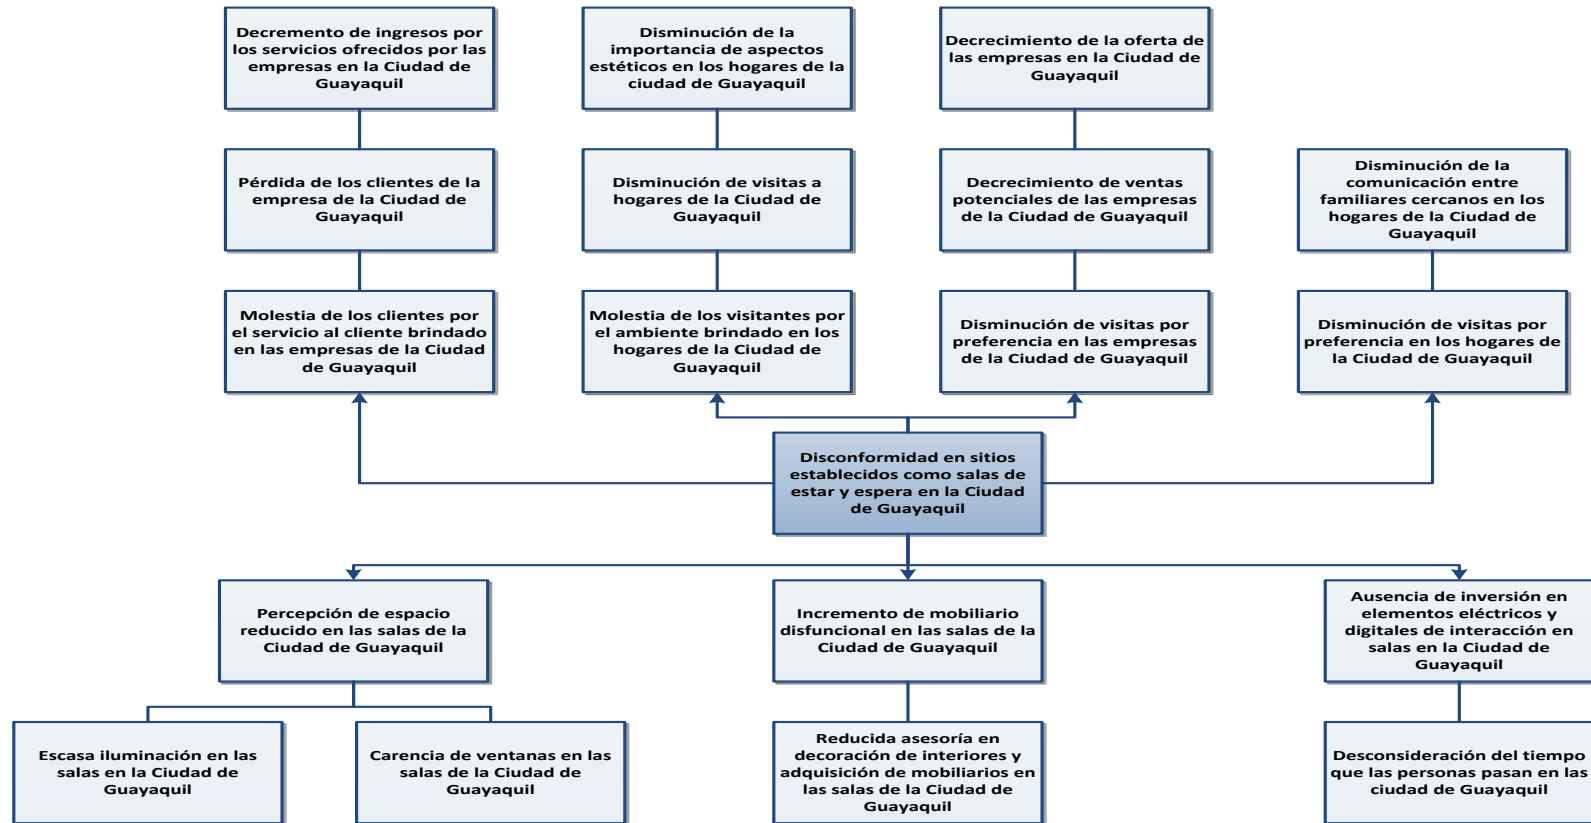 Decremento de ingresos por
los servicios ofrecidos por las
empresas en la Ciudad de
Guayaquil
Disminución de la
importancia de aspectos
estéticos en los hogares de la
ciudad de Guayaquil
Decrecimiento de la oferta de
las empresas en la Ciudad de
Guayaquil
Pérdida de los clientes de la
empresa de la Ciudad de
Guayaquil
Disminución de visitas a
hogares de la Ciudad de
Guayaquil
Decrecimiento de ventas
potenciales de las empresas
de la Ciudad de Guayaquil
Disminución de la
comunicación entre
familiares cercanos en los
hogares de la Ciudad de
Guayaquil
Molestia de los clientes por
el servicio al cliente brindado
en las empresas de la Ciudad
de Guayaquil
Molestia de los visitantes por
el ambiente brindado en los
hogares de la Ciudad de
Guayaquil
Disminución de visitas por
preferencia en las empresas
de la Ciudad de Guayaquil
Disminución de visitas por
preferencia en los hogares de
la Ciudad de Guayaquil
Disconformidad en sitios
establecidos como salas de
estar y espera en la Ciudad
de Guayaquil
Percepción de espacio
reducido en las salas de la
Ciudad de Guayaquil
Incremento de mobiliario
disfuncional en las salas de la
Ciudad de Guayaquil
Ausencia de inversión en
elementos eléctricos y
digitales de interacción en
salas en la Ciudad de
Guayaquil
Escasa iluminación en las
salas en la Ciudad de
Guayaquil
Carencia de ventanas en las
salas de la Ciudad de
Guayaquil
Reducida asesoría en
decoración de interiores y
adquisición de mobiliarios en
las salas de la Ciudad de
Guayaquil
Desconsideración del tiempo
que las personas pasan en las
ciudad de Guayaquil